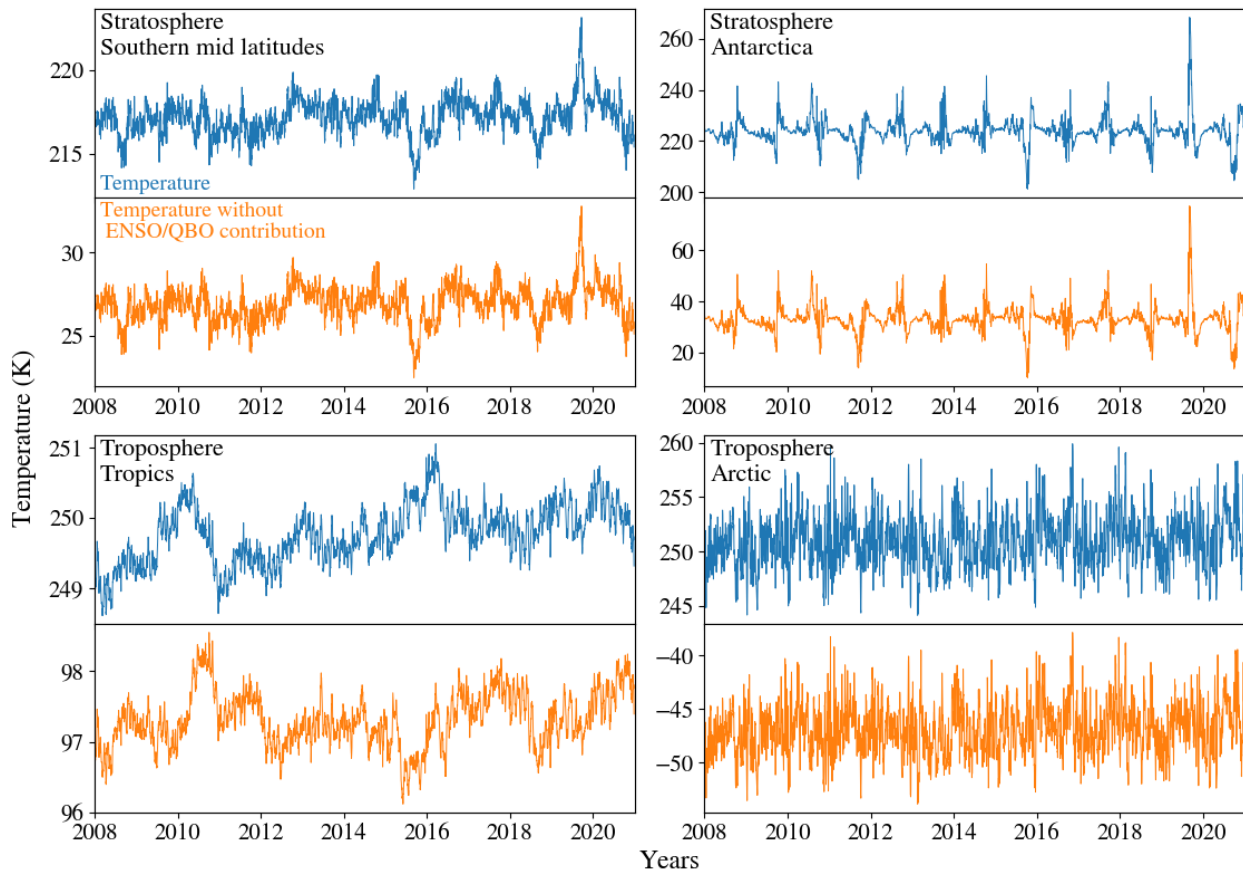 Stratosphere
Southern mid latitudes
220
215
Temperature
Temperature without
ENSO/QBO contribution
30
25
2008 2010 2012 2014 2016 2018 2020
Stratosphere
Antarctica
260
240
220
200
60
40
20
2008 2010 2012 2014 2016 2018 2020
Temperature (K)
Troposphere
Tropics
251
250
249
98
97
96
2008 2010 2012 2014 2016 2018 2020
Troposphere
Arctic
260
255
250
245
−40
−45
−50
2008 2010 2012 2014 2016 2018 2020
Years